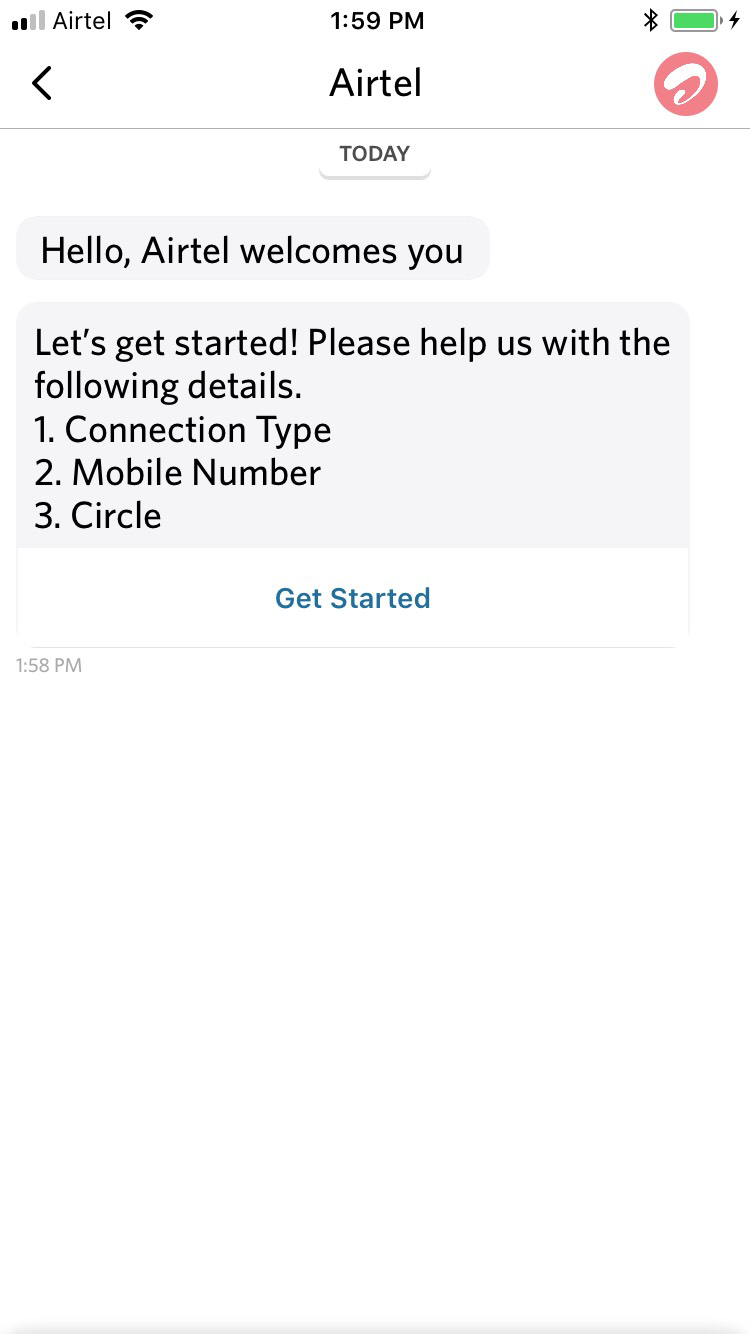 Airtel
1:59 PM
Airtel
TODAY
Hello, Airtel welcomes you
Let’s get started! Please help us with the
following details.
1. Connection Type
2. Mobile Number
3. Circle
Get Started
1:58 PM